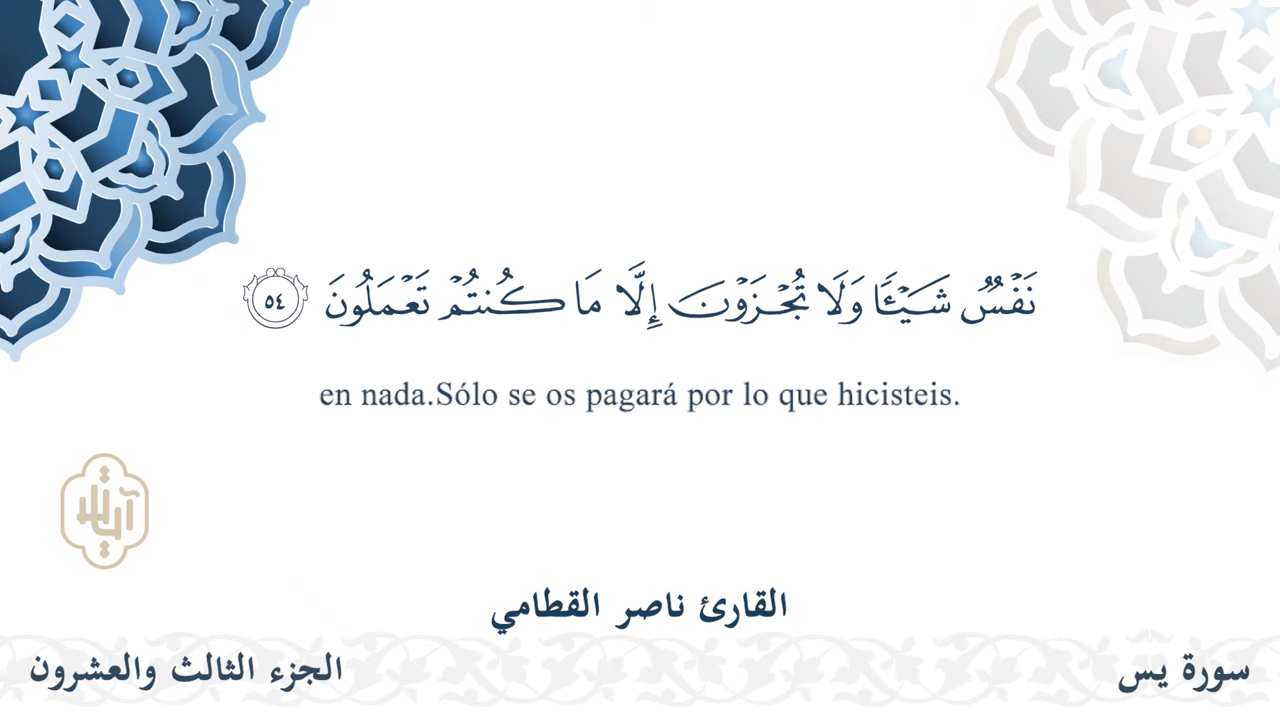 نَفْسٌ شَيْـًٔا وَلَا تُجْزَوْنَ إِلَّا مَا كُنتُمْ تَعْمَلُونَ ٥٤
en nada.Sólo se os pagará por lo que hicisteis.
القارئ ناصر القطامي
سورة يس
الجزء الثالث والعشرون